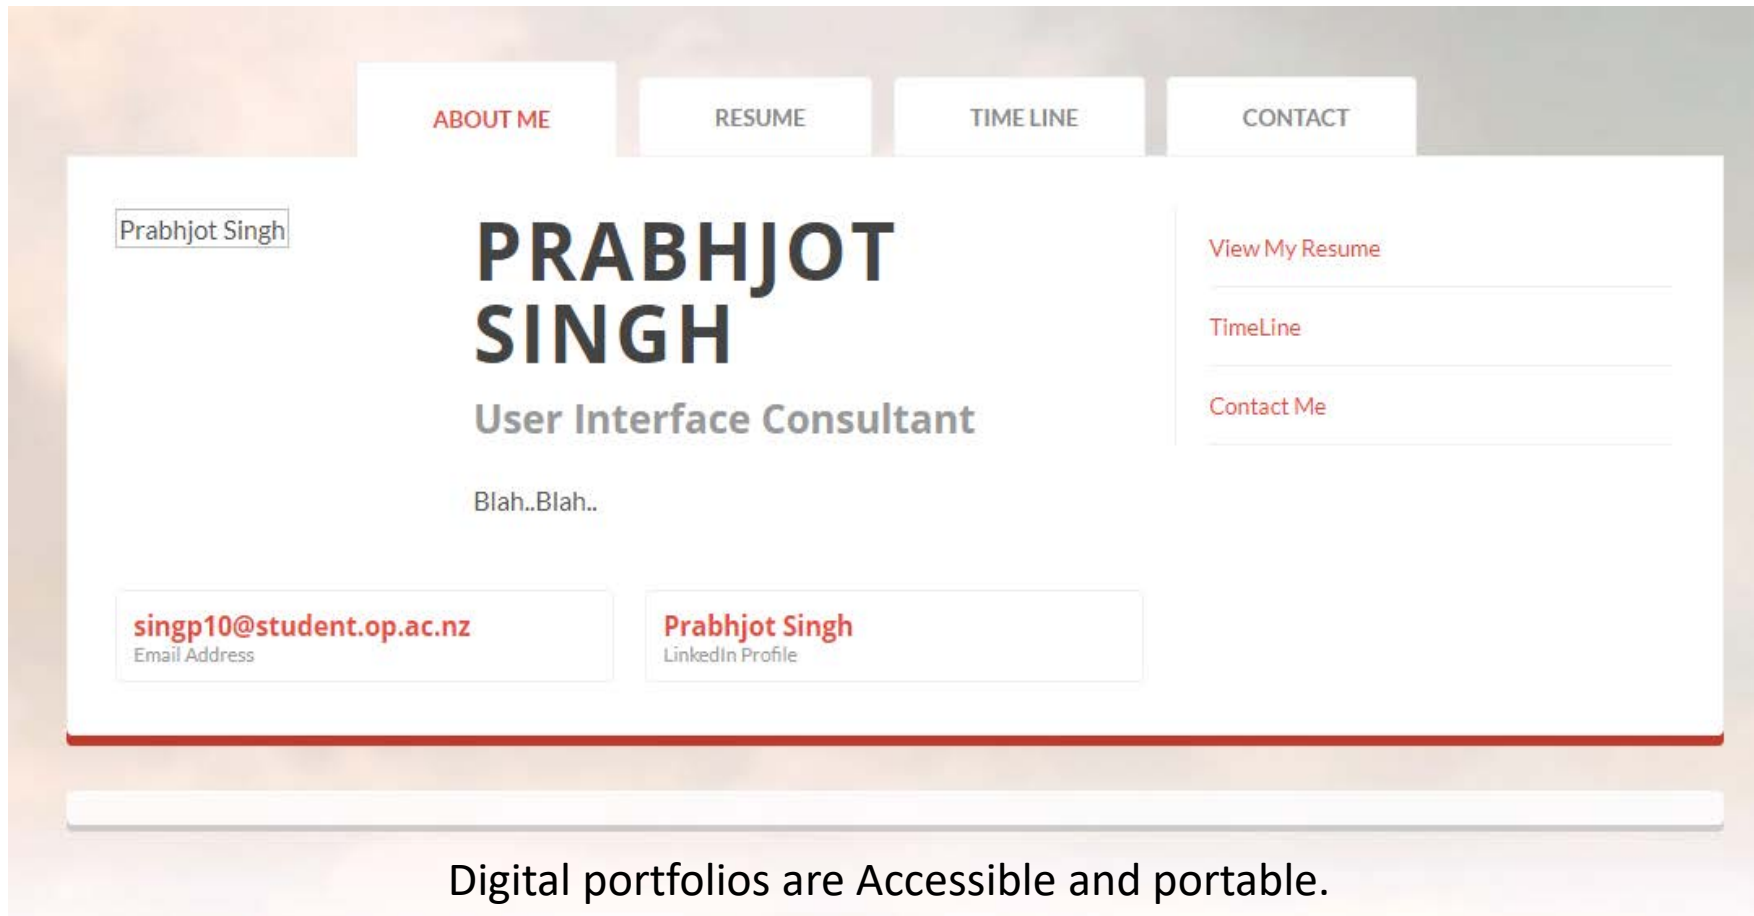 ABOUT ME
RESUME
TIME LINE
CONTACT
Prabhjot Singh
PRABHJOT
SINGH
User Interface Consultant
Blah..Blah..
View My Resume
TimeLine
Contact Me
singp10@student.op.ac.nz
Email Address
Prabhjot Singh
LinkedIn Profile
Digital portfolios are Accessible and portable.